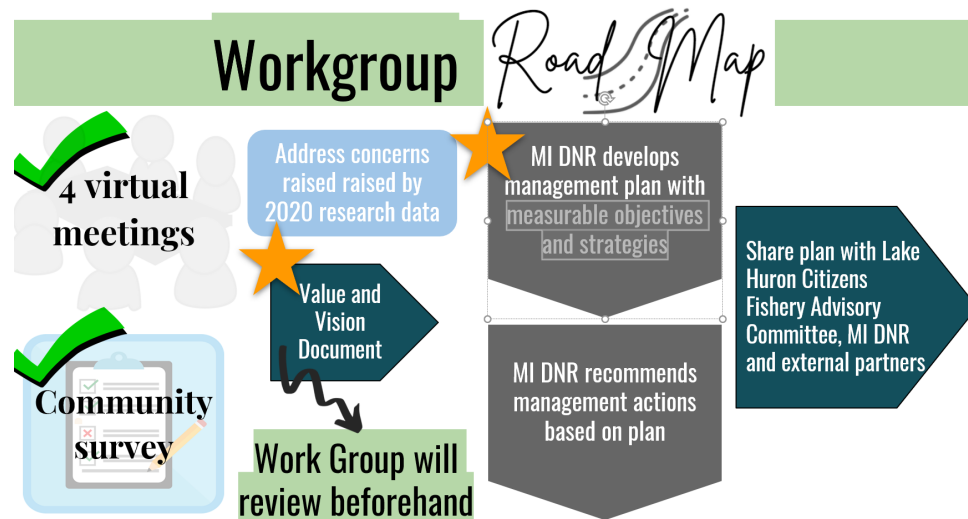 Workgroup Road Map
4 virtual
meetings
Community
survey
Address concerns
raised raised by
2020 research data
Value and
Vision
Document
Work Group will
review beforehand
MI DNR develops
management plan with
measurable objectives
and strategies
MI DNR recommends
management actions
based on plan
Share plan with Lake
Huron Citizens
Fishery Advisory
Committee, MI DNR
and external partners